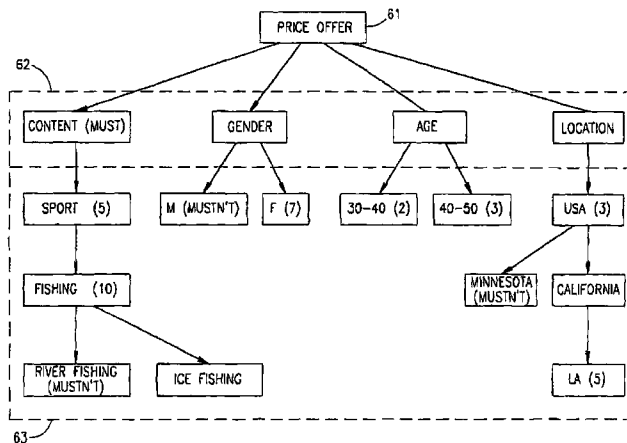 PRICE OFFER
61
62
CONTENT (MUST)
GENDER
AGE
LOCATION
SPORT (5)
M (MUSTN'T)
F (7)
30-40 (2)
40-50 (3)
USA (3)
FISHING (10)
MINNESOTA
(MUSTN'T)
CALIFORNIA
RIVER FISHING
(MUSTN'T)
ICE FISHING
LA (5)
63